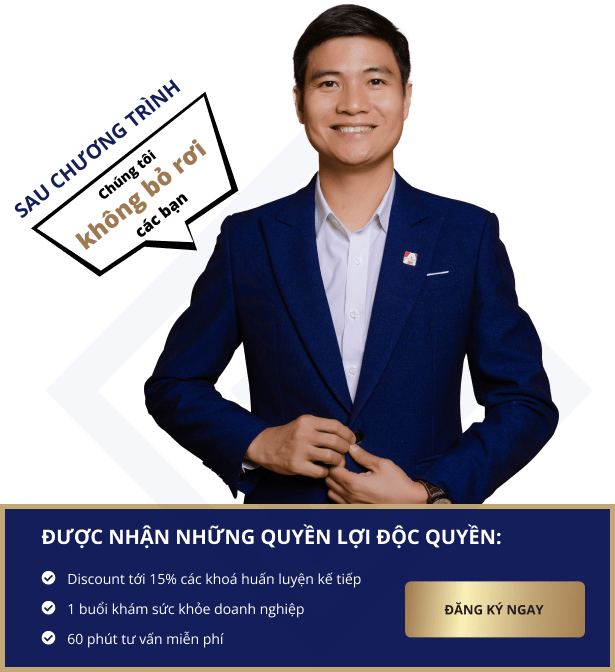 SAU CHƯƠNG TRÌNH
Chúng tôi
không bỏ rơi
các bạn
ĐƯỢC NHẬN NHỮNG QUYỀN LỢI ĐỘC QUYỀN:
Discount tới 15% các khoá huấn luyện kế tiếp
1 buổi khám sức khỏe doanh nghiệp
60 phút tư vấn miễn phí
ĐĂNG KÝ NGAY